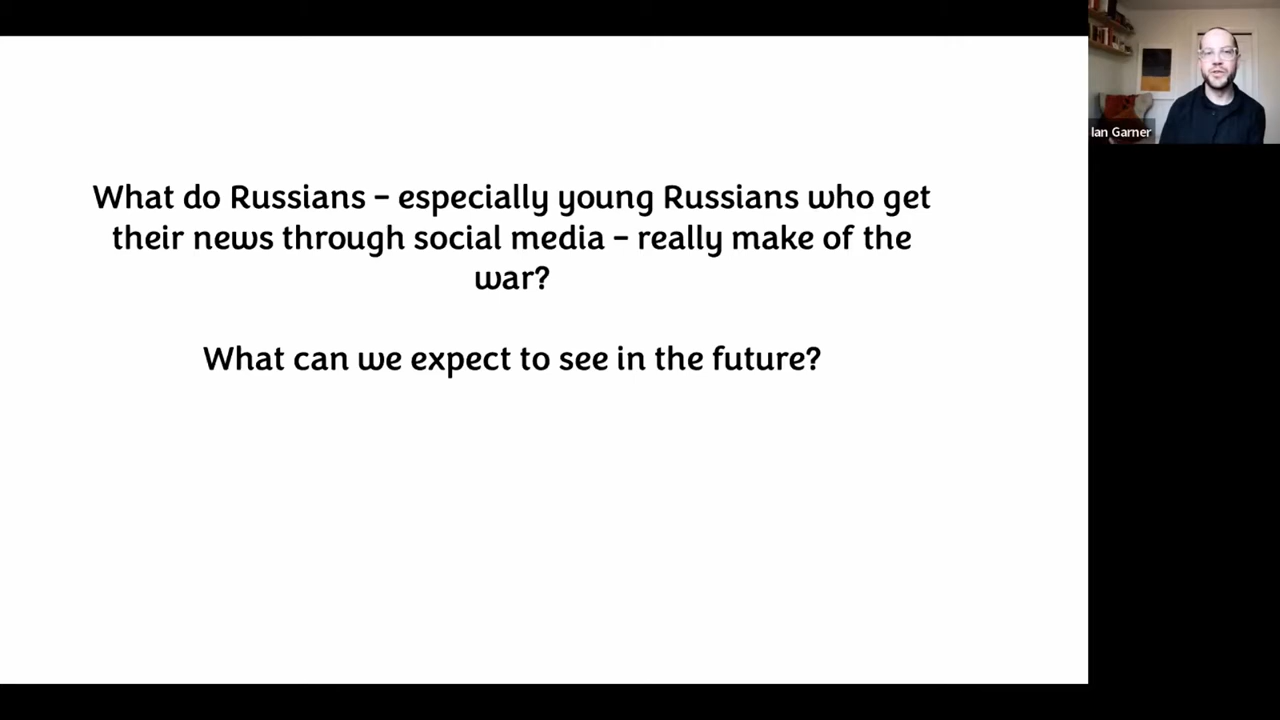 What do Russians – especially young Russians who get
their news through social media – really make of the
war?
What can we expect to see in the future?
Ian Garner